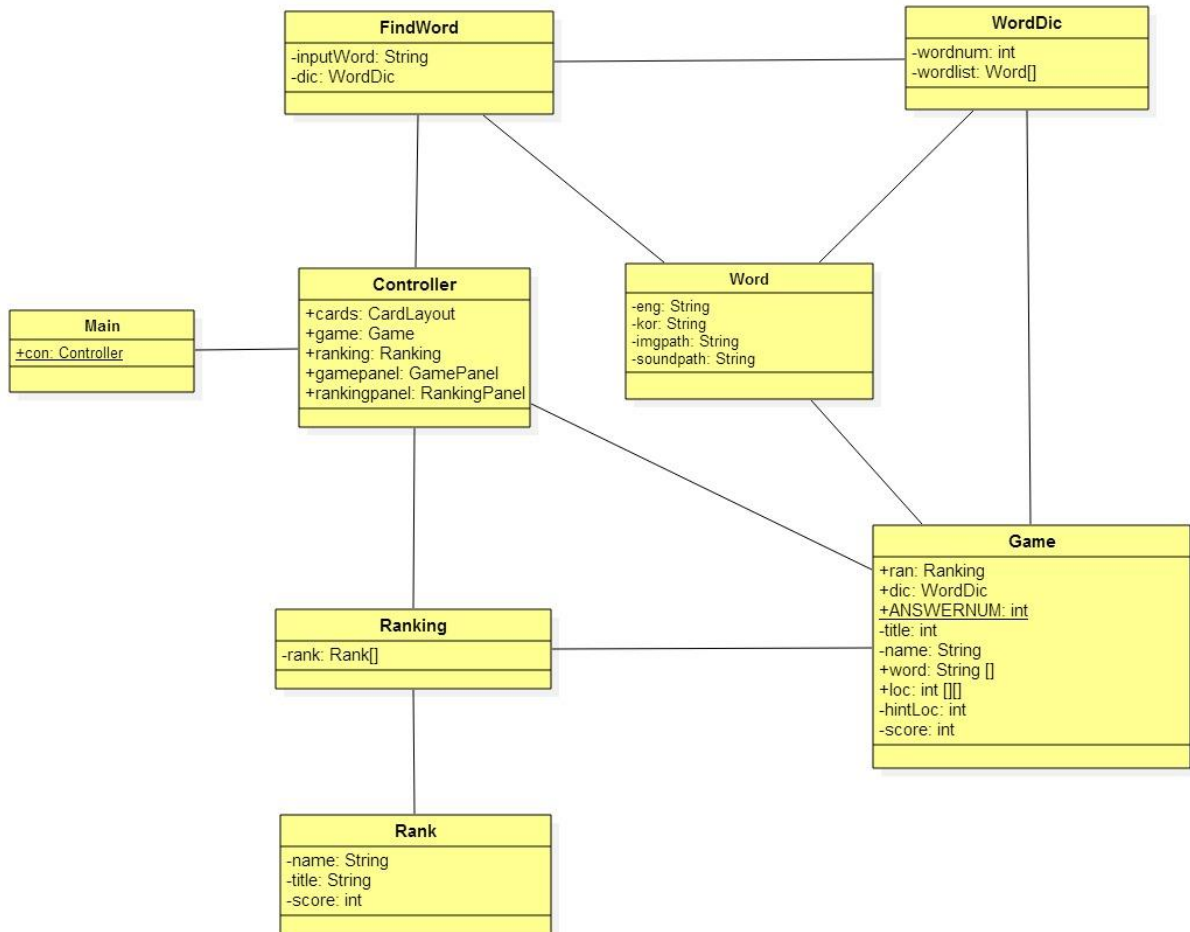 FindWord
-inputWord: String
-dic: WordDic
WordDic
-wordnum: int
-wordlist: Word[]
Controller
+cards: CardLayout
+game: Game
+ranking: Ranking
+gamepanel: GamePanel
+rankingpanel: RankingPanel
Word
-eng: String
-kor: String
-imgpath: String
-soundpath: String
Main
+con: Controller
Game
+ran: Ranking
+dic: WordDic
+ANSWERNUM: int
-title: int
-name: String
+word: String []
+loc: int [][]
-hintLoc: int
-score: int
Ranking
-rank: Rank[]
Rank
-name: String
-title: String
-score: int